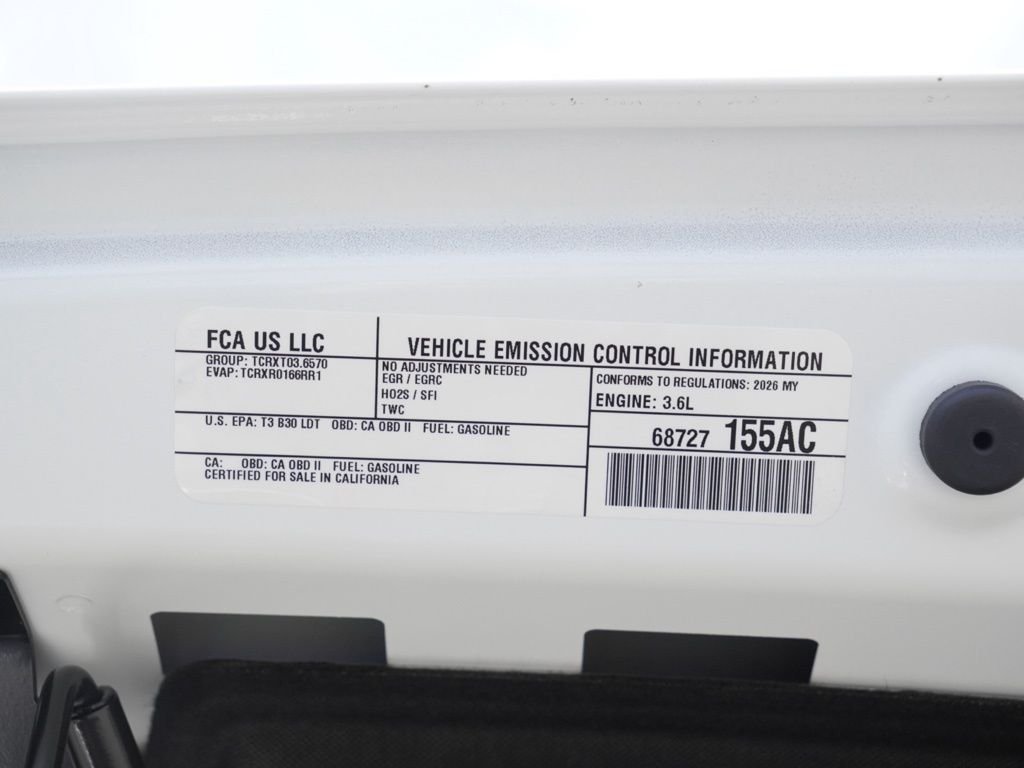 FCA US LLC
GROUP: TCRXT03.6570
EVAP: TCRXR0166RR1
VEHICLE EMISSION CONTROL INFORMATION
NO ADJUSTMENTS NEEDED
EGR / EGRC
HO2S / SFI
TWC
CONFORMS TO REGULATIONS: 2026 MY
ENGINE: 3.6L
U.S. EPA: T3 B30 LDT OBD: CA OBD II FUEL: GASOLINE
68727 155AC
CA: OBD: CA OBD II FUEL: GASOLINE
CERTIFIED FOR SALE IN CALIFORNIA